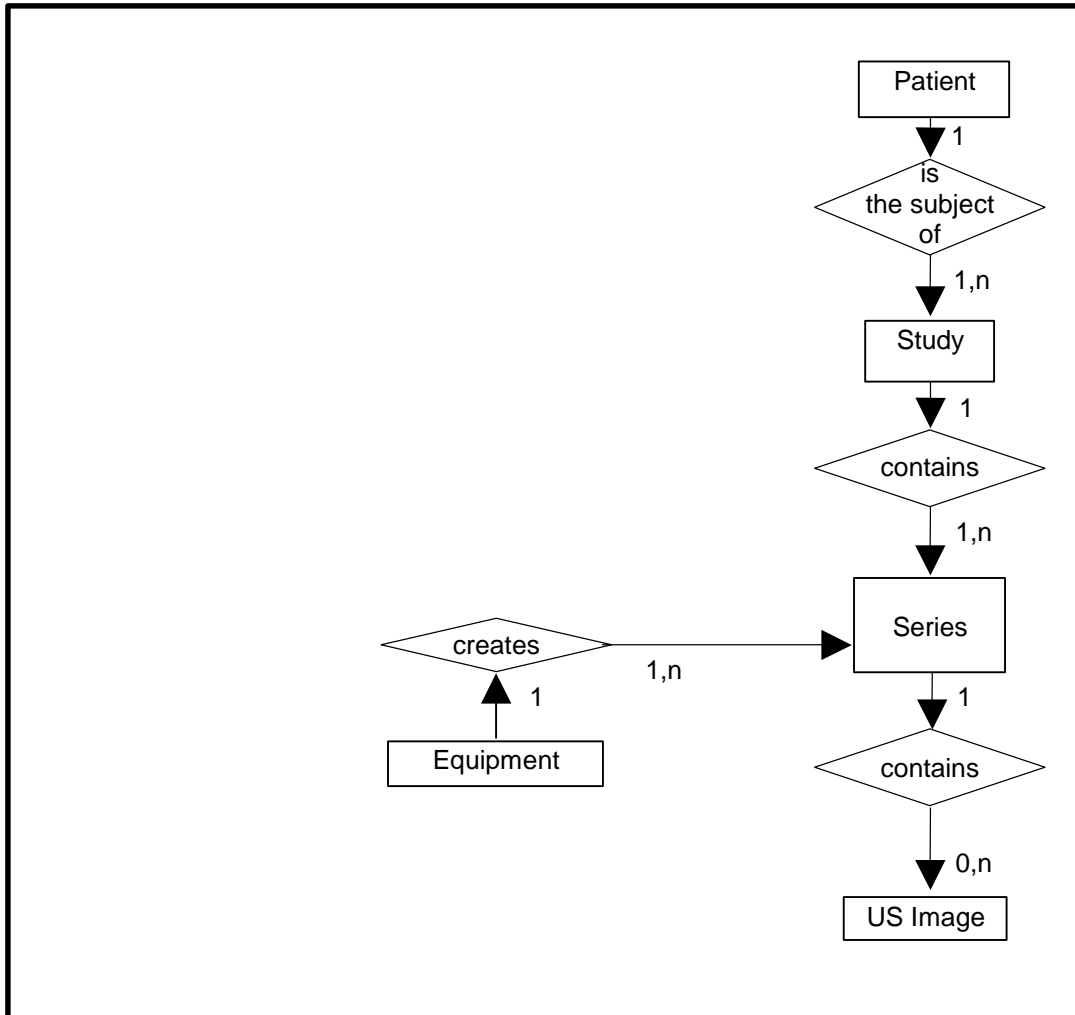 Patient
1
is
the subject
of
1,n
Study
1
contains
1,n
Series
creates
1,n
1
1
Equipment
contains
0,n
US Image